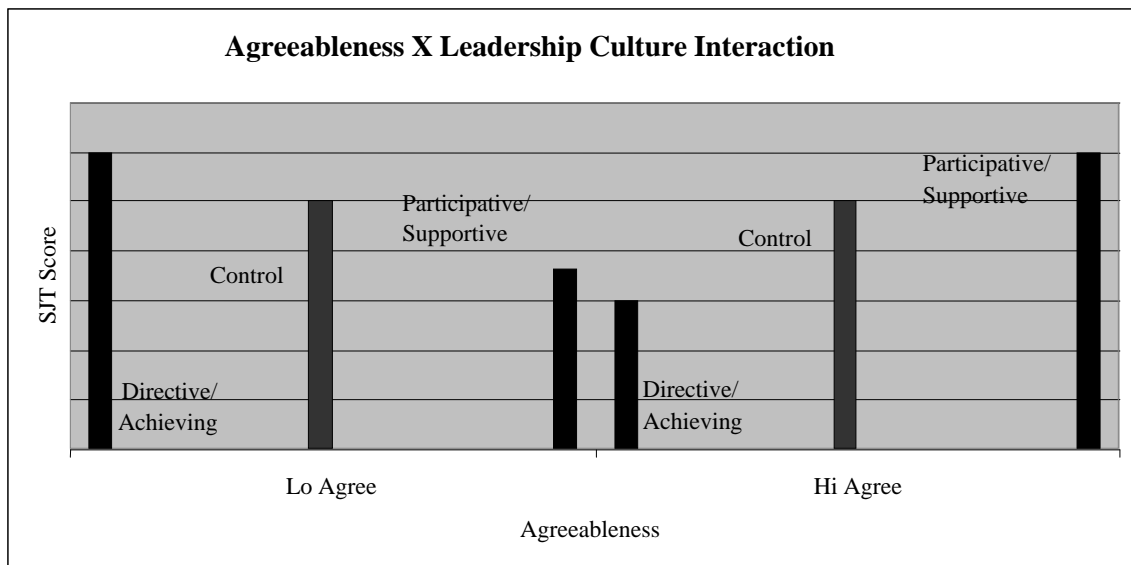 Agreeableness X Leadership Culture Interaction
SJT Score
Directive/
Achieving
Control
Participative/
Supportive
Directive/
Achieving
Control
Participative/
Supportive
Lo Agree
Hi Agree
Agreeableness